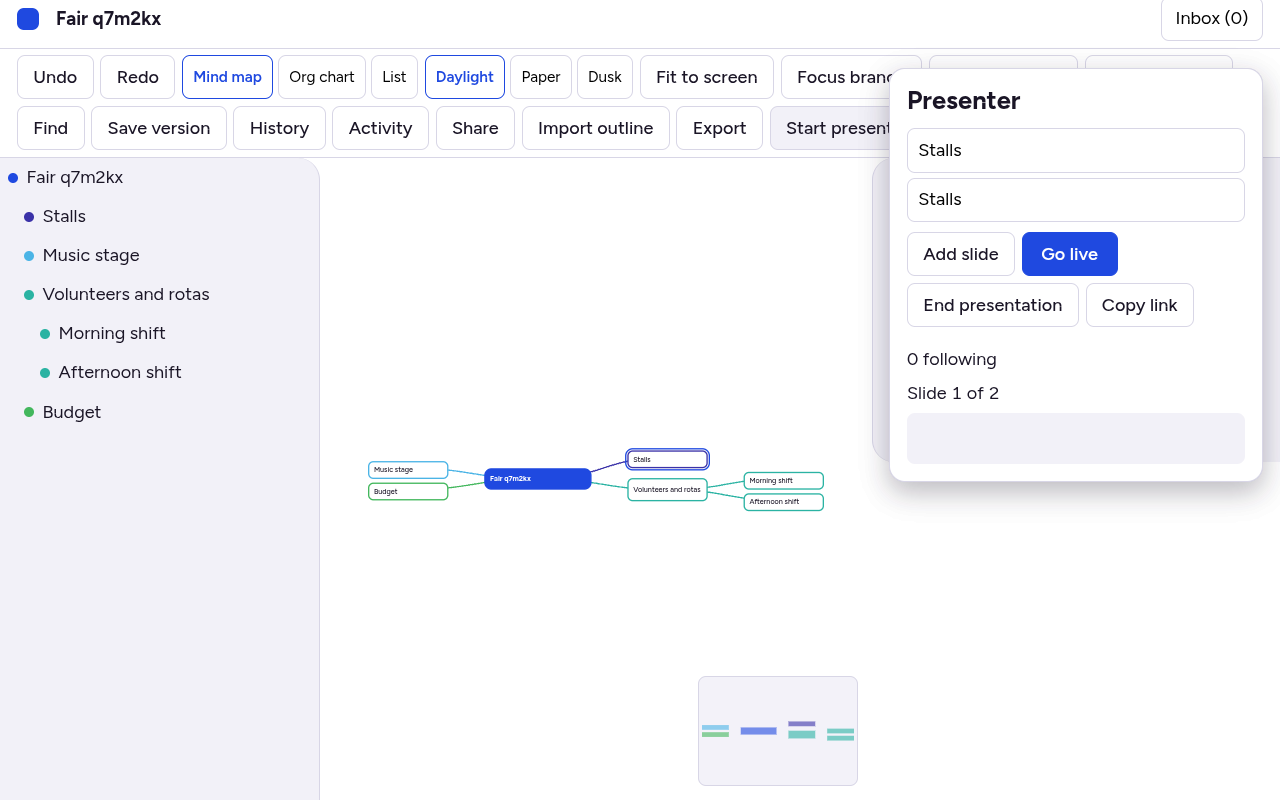 Fair q7m2kx
Inbox (0)
Undo
Redo
Mind map
Org chart
List
Daylight
Paper
Dusk
Fit to screen
Focus branc
Find
Save version
History
Activity
Share
Import outline
Export
Start present
Presenter
Stalls
Stalls
Add slide
Go live
End presentation
Copy link
0 following
Slide 1 of 2
Fair q7m2kx
Stalls
Music stage
Volunteers and rotas
Morning shift
Afternoon shift
Budget
Music stage
Budget
Fair q7m2kx
Stalls
Volunteers and rotas
Morning shift
Afternoon shift